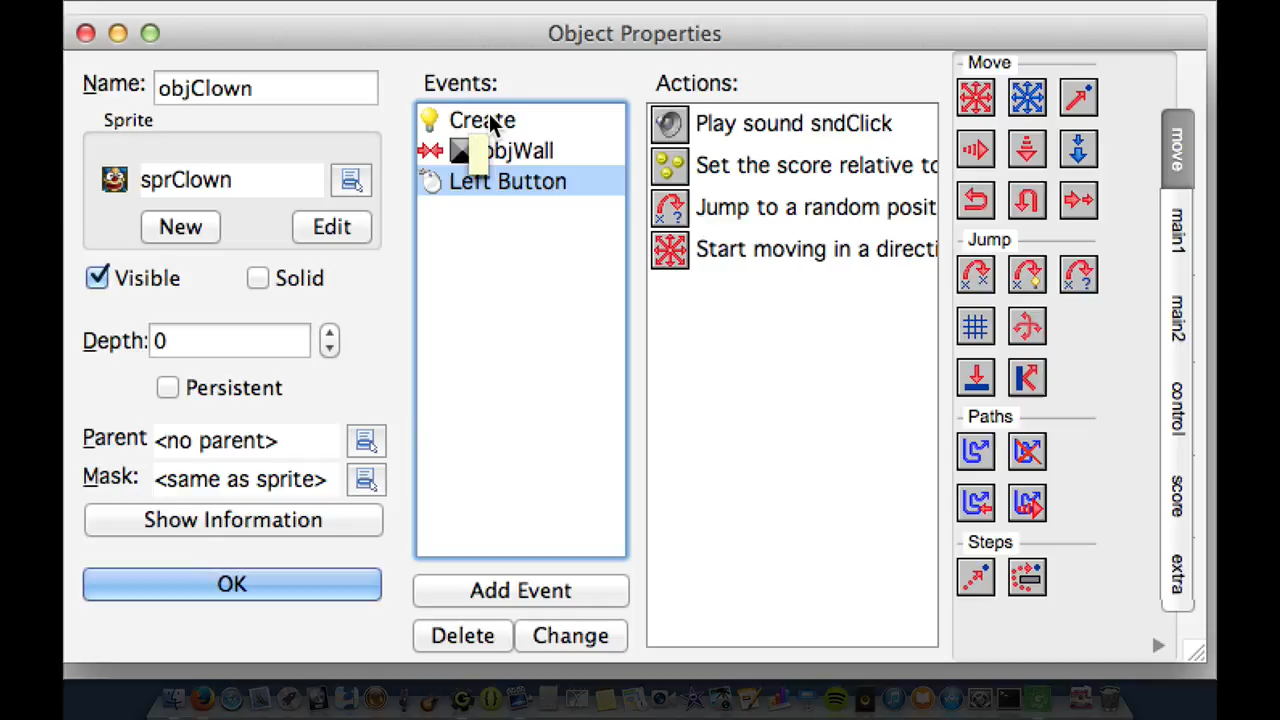 Object Properties
Name: objClown
Sprite
sprClown
New Edit
Visible Solid
Depth: 0
Persistent
Parent <no parent>
Mask: <same as sprite>
Show Information
OK
Events:
Create
objWall
Left Button
Add Event
Delete Change
Actions:
Play sound sndClick
Set the score relative to
Jump to a random posit
Start moving in a directi
Move
Jump
Paths
Steps
move
main1
main2
control
score
extra